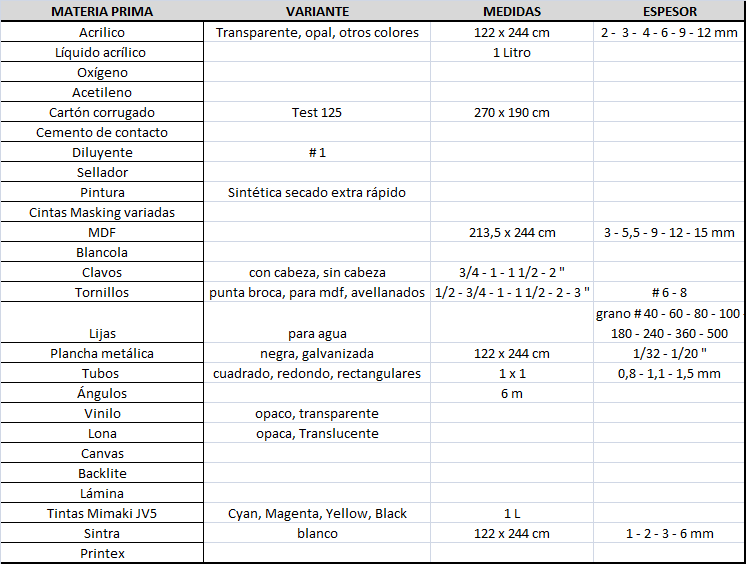 MATERIA PRIMA VARIANTE MEDIDAS ESPESOR
Acrilico Transparente, opal, otros colores 122 x 244 cm 2 - 3 - 4 - 6 - 9 - 12 mm
Líquido acrílico 1 Litro
Oxígeno
Acetileno
Cartón corrugado Test 125 270 x 190 cm
Cemento de contacto
Diluyente # 1
Sellador
Pintura Sintética secado extra rápido
Cintas Masking variadas
MDF 213,5 x 244 cm 3 - 5,5 - 9 - 12 - 15 mm
Blancola
Clavos con cabeza, sin cabeza 3/4 - 1 - 1 1/2 - 2 "
Tornillos punta broca, para mdf, avellanados 1/2 - 3/4 - 1 - 1 1/2 - 2 - 3 " # 6 - 8
grano # 40 - 60 - 80 - 100 -
Lijas para agua 180 - 240 - 360 - 500
Plancha metálica negra, galvanizada 122 x 244 cm 1/32 - 1/20 "
Tubos cuadrado, redondo, rectangulares 1 x 1 0,8 - 1,1 - 1,5 mm
Ángulos 6 m
Vinilo opaco, transparente
Lona opaca, Translucente
Canvas
Backlite
Lámina
Tintas Mimaki JV5 Cyan, Magenta, Yellow, Black 1 L
Sintra blanco 122 x 244 cm 1 - 2 - 3 - 6 mm
Printex